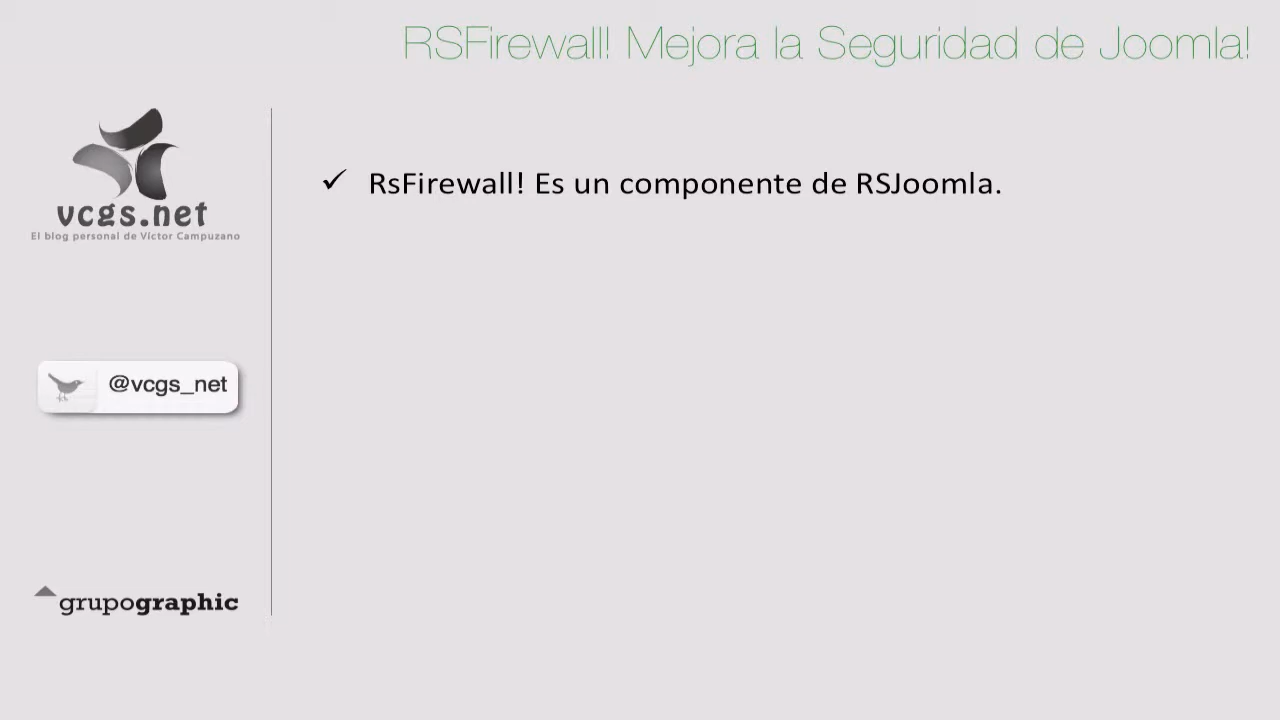 RSFirewall! Mejora la Seguridad de Joomla!
vcgs.net
El blog personal de Víctor Campuzano
✓ RsFirewall! Es un componente de RSJoomla.
@vcgs_net
grupographic